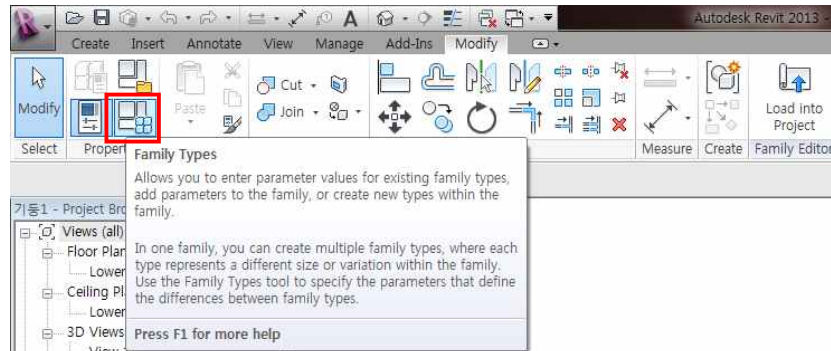 Autodesk Revit 2013 -
Create Insert Annotate View Manage Add-Ins Modify
Modify
Paste
Cut
Join
Load into
Project
Select
Measure Create Family Editor
Family Types
Allows you to enter parameter values for existing family types,
add parameters to the family, or create new types within the
family.
In one family, you can create multiple family types, where each
type represents a different size or variation within the family.
Use the Family Types tool to specify the parameters that define
the differences between family types.
Press F1 for more help
기둥1 - Project Bro
Views (all)
Floor Plan
Lower
Ceiling Pl
Lower
3D Views